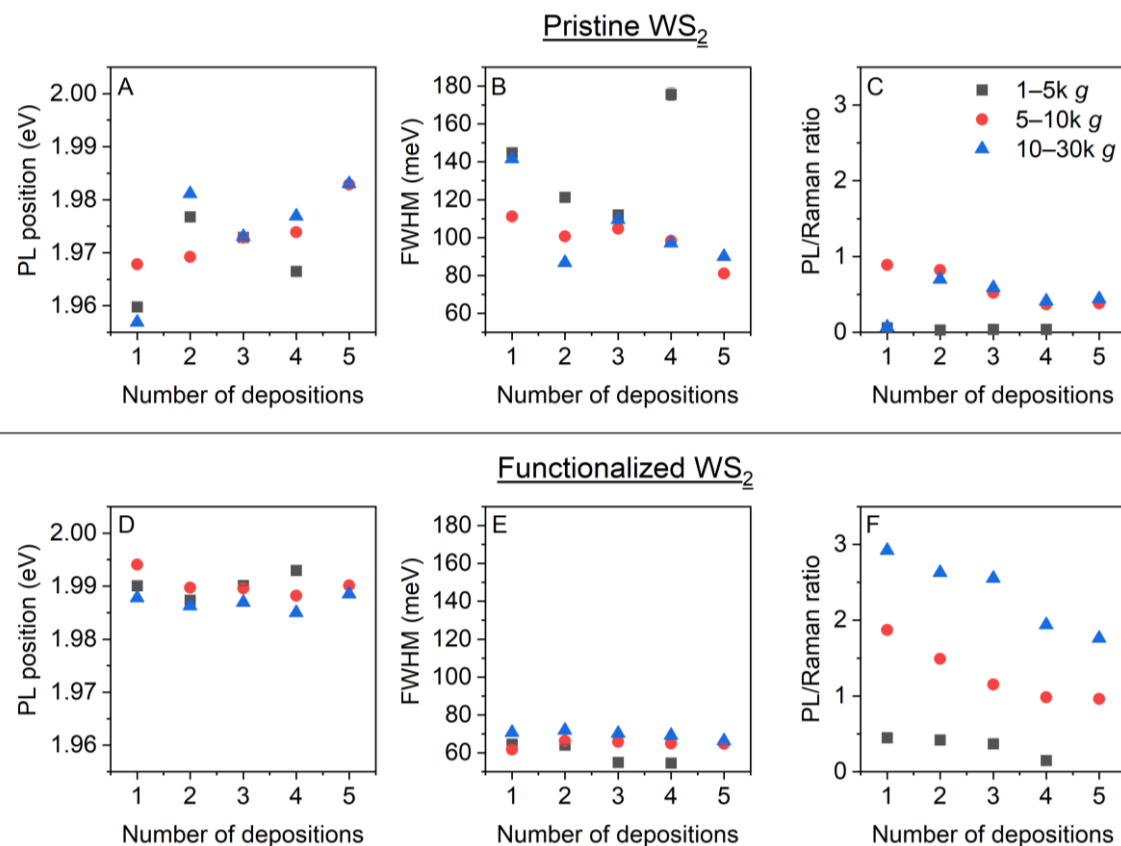 Pristine WS₂
A
PL position (eV)
2.00
1.99
1.98
1.97
1.96
1 2 3 4 5
Number of depositions
B
FWHM (meV)
180
160
140
120
100
80
60
1 2 3 4 5
Number of depositions
C
PL/Raman ratio
3
2
1
0
1–5k g
5–10k g
10–30k g
1 2 3 4 5
Number of depositions
Functionalized WS₂
D
PL position (eV)
2.00
1.99
1.98
1.97
1.96
1 2 3 4 5
Number of depositions
E
FWHM (meV)
180
160
140
120
100
80
60
1 2 3 4 5
Number of depositions
F
PL/Raman ratio
3
2
1
0
1 2 3 4 5
Number of depositions